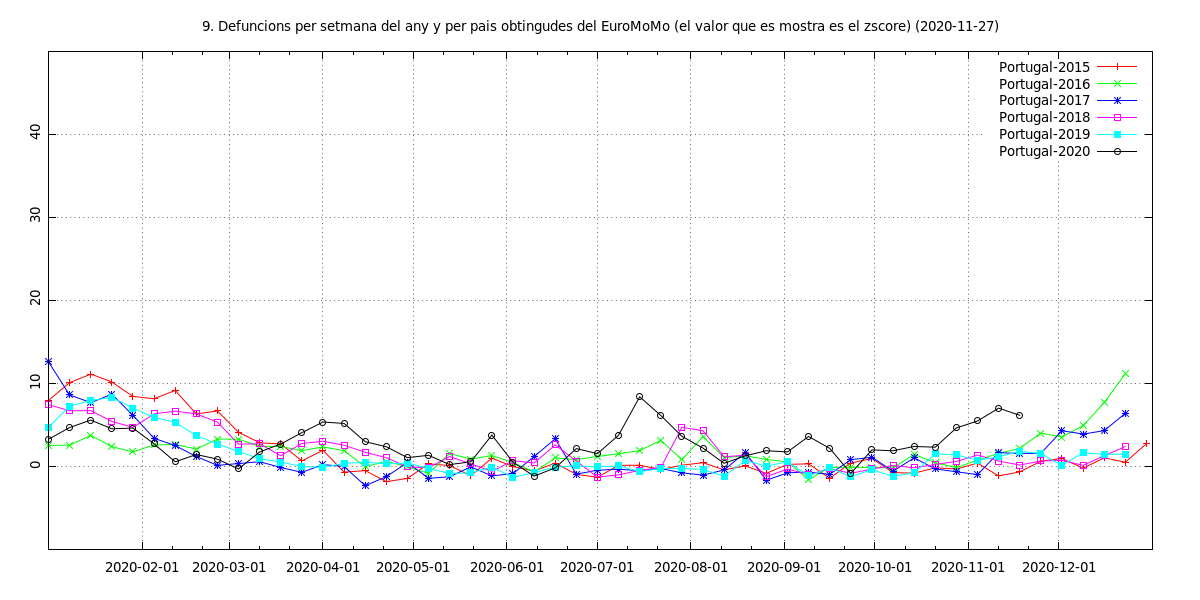 9. Defuncions per setmana del any y per pais obtingudes del EuroMoMo (el valor que es mostra es el zscore) (2020-11-27)
Portugal-2015
Portugal-2016
Portugal-2017
Portugal-2018
Portugal-2019
Portugal-2020
40
30
20
10
0
2020-02-01 2020-03-01 2020-04-01 2020-05-01 2020-06-01 2020-07-01 2020-08-01 2020-09-01 2020-10-01 2020-11-01 2020-12-01